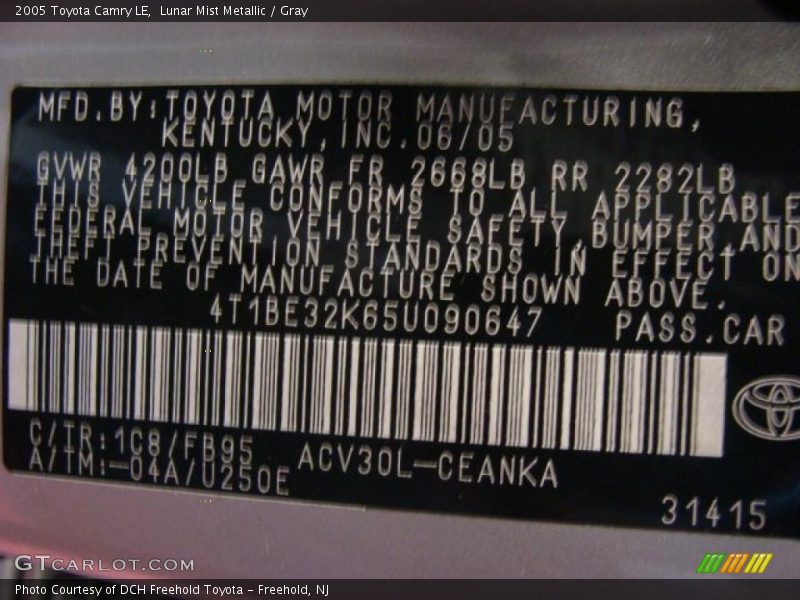 2005 Toyota Camry LE,  Lunar Mist Metallic / Gray
MFD.BY:TOYOTA MOTOR MANUFACTURING,
KENTUCKY,INC.06/05
GVWR 4200LB GAWR FR 2668LB RR 2282LB
THIS VEHICLE CONFORMS TO ALL APPLICABLE
FEDERAL MOTOR VEHICLE SAFETY,BUMPER,AND
THEFT PREVENTION STANDARDS IN EFFECT ON
THE DATE OF MANUFACTURE SHOWN ABOVE.
4T1BE32K65U090647 PASS.CAR
C/TR:1C8/FB95 ACV30L-CEANKA
A/TM:-04A/U250E
31415
GTCARLOT.COM
Photo Courtesy of DCH Freehold Toyota - Freehold, NJ